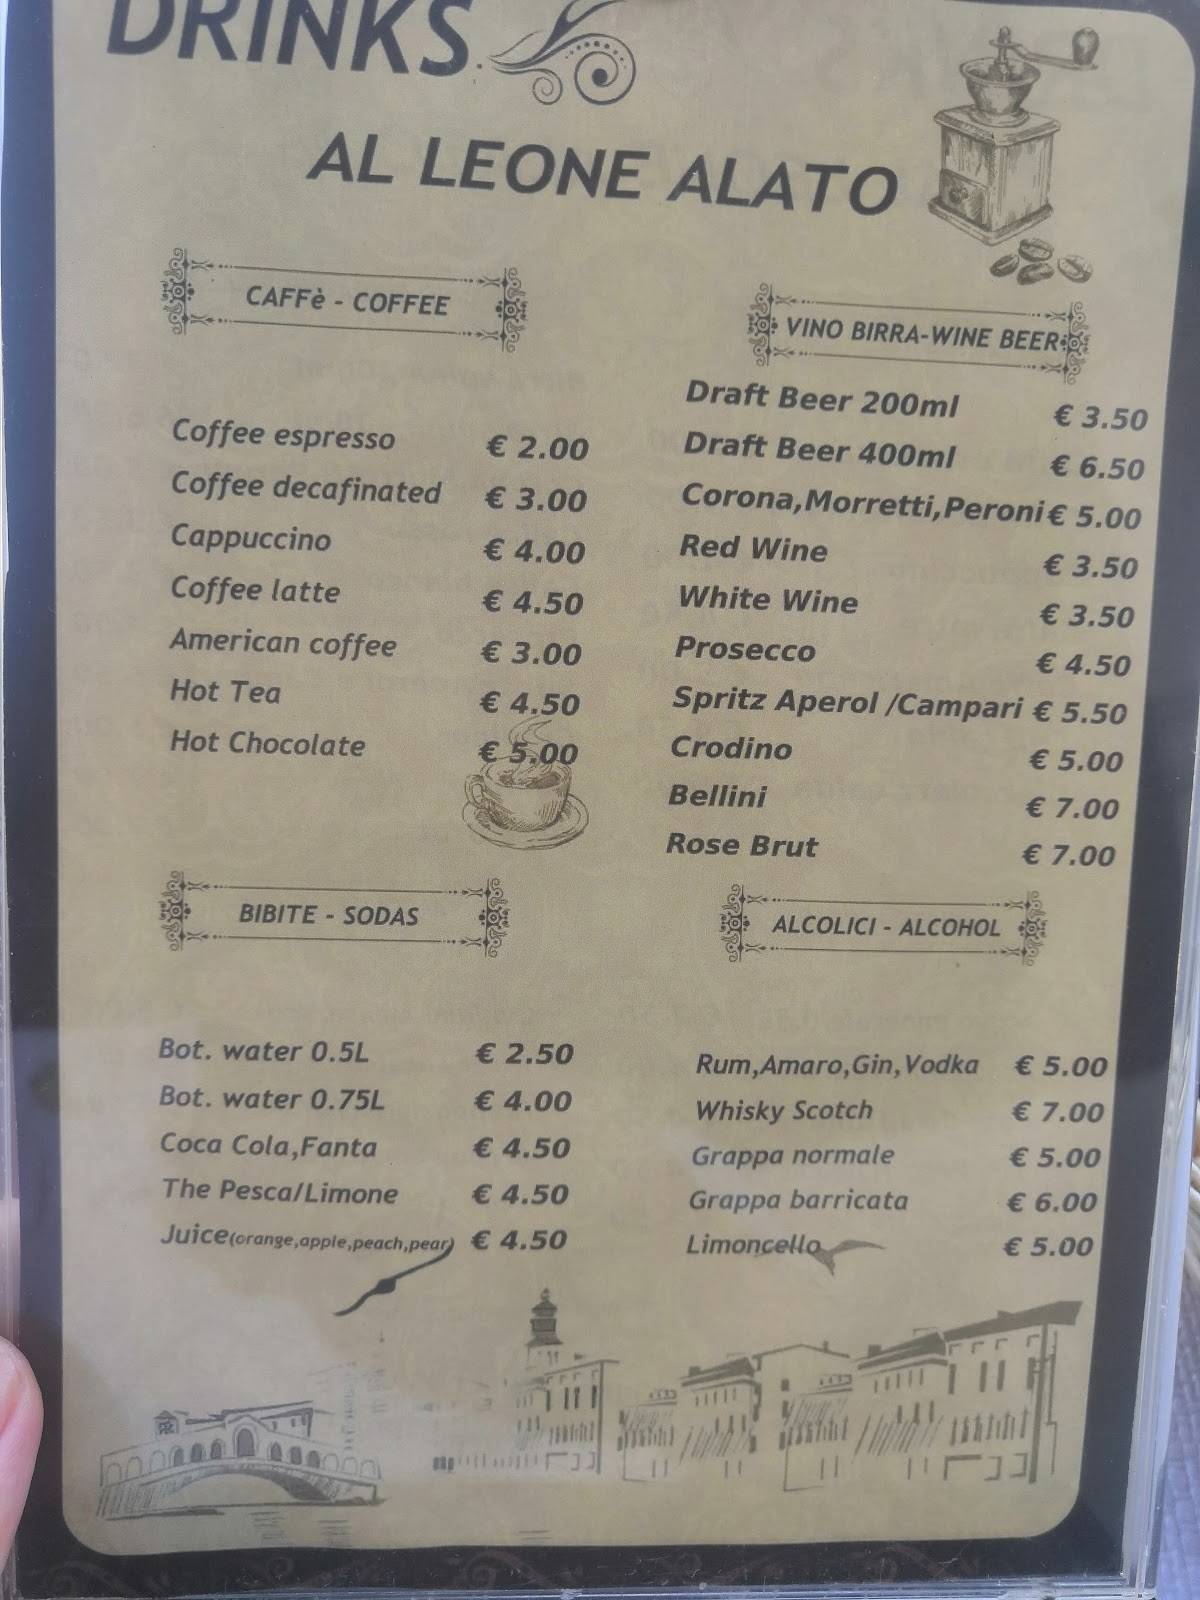 DRINKS
AL LEONE ALATO
CAFFè - COFFEE
Coffee espresso € 2.00
Coffee decafinated € 3.00
Cappuccino € 4.00
Coffee latte € 4.50
American coffee € 3.00
Hot Tea € 4.50
Hot Chocolate € 5.00
VINO BIRRA-WINE BEER
Draft Beer 200ml € 3.50
Draft Beer 400ml € 6.50
Corona,Morretti,Peroni € 5.00
Red Wine € 3.50
White Wine € 3.50
Prosecco € 4.50
Spritz Aperol /Campari € 5.50
Crodino € 5.00
Bellini € 7.00
Rose Brut € 7.00
BIBITE - SODAS
Bot. water 0.5L € 2.50
Bot. water 0.75L € 4.00
Coca Cola,Fanta € 4.50
The Pesca/Limone € 4.50
Juice(orange,apple,peach,pear) € 4.50
ALCOLICI - ALCOHOL
Rum,Amaro,Gin,Vodka € 5.00
Whisky Scotch € 7.00
Grappa normale € 5.00
Grappa barricata € 6.00
Limoncello € 5.00